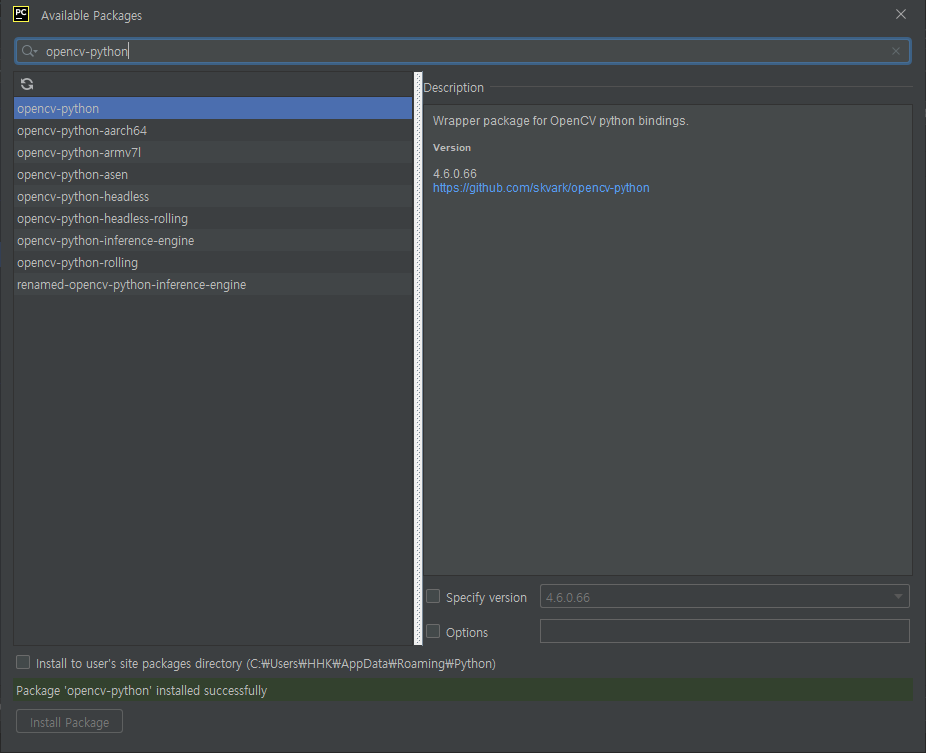 PC
Available Packages
opencv-python
opencv-python
opencv-python-aarch64
opencv-python-armv7l
opencv-python-asen
opencv-python-headless
opencv-python-headless-rolling
opencv-python-inference-engine
opencv-python-rolling
renamed-opencv-python-inference-engine
Description
Wrapper package for OpenCV python bindings.
Version
4.6.0.66
https://github.com/skvark/opencv-python
Specify version 4.6.0.66
Options
Install to user's site packages directory (C:₩Users₩HHK₩AppData₩Roaming₩Python)
Package 'opencv-python' installed successfully
Install Package